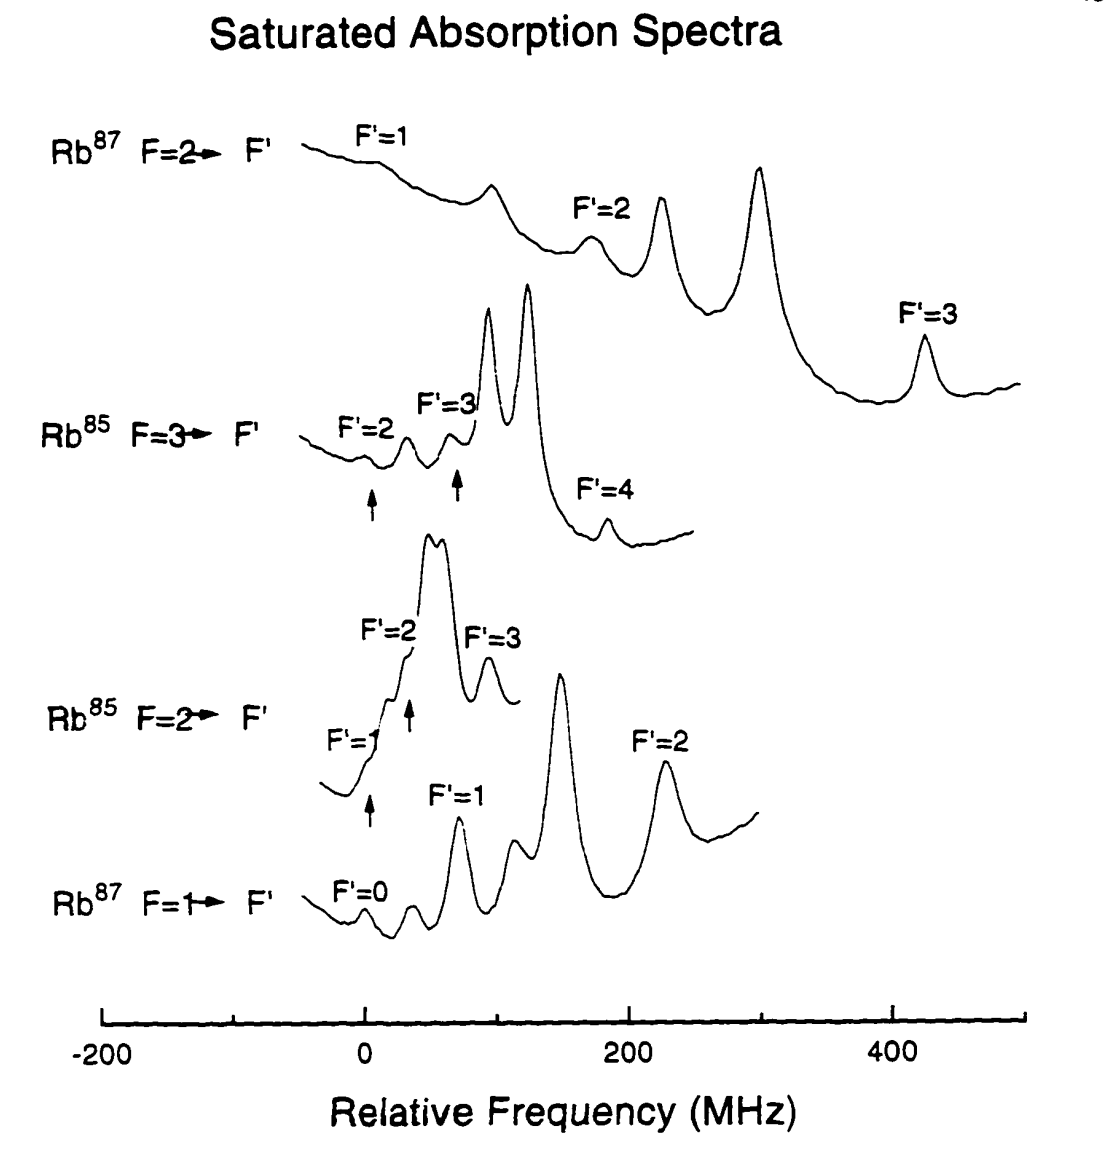 Saturated Absorption Spectra
Rb⁸⁷ F=2→ F'
F'=1
F'=2
F'=3
Rb⁸⁵ F=3→ F'
F'=2
F'=3
F'=4
Rb⁸⁵ F=2→ F'
F'=1
F'=2
F'=3
Rb⁸⁷ F=1→ F'
F'=0
F'=1
F'=2
-200 0 200 400
Relative Frequency (MHz)